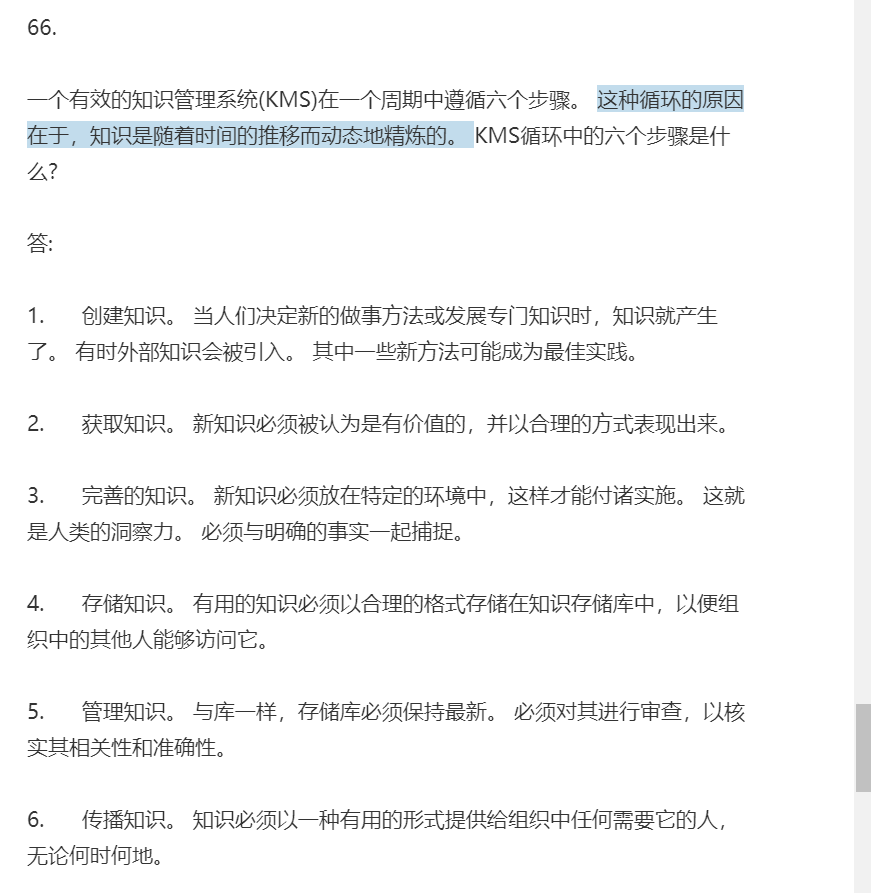 66.
一个有效的知识管理系统(KMS)在一个周期中遵循六个步骤。 这种循环的原因
在于，知识是随着时间的推移而动态地精炼的。 KMS循环中的六个步骤是什
么?
答:
1. 创建知识。 当人们决定新的做事方法或发展专门知识时，知识就产生
了。 有时外部知识会被引入。 其中一些新方法可能成为最佳实践。
2. 获取知识。 新知识必须被认为是有价值的，并以合理的方式表现出来。
3. 完善的知识。 新知识必须放在特定的环境中，这样才能付诸实施。 这就
是人类的洞察力。 必须与明确的事实一起捕捉。
4. 存储知识。 有用的知识必须以合理的格式存储在知识存储库中，以便组
织中的其他人能够访问它。
5. 管理知识。 与库一样，存储库必须保持最新。 必须对其进行审查，以核
实其相关性和准确性。
6. 传播知识。 知识必须以一种有用的形式提供给组织中任何需要它的人，
无论何时何地。